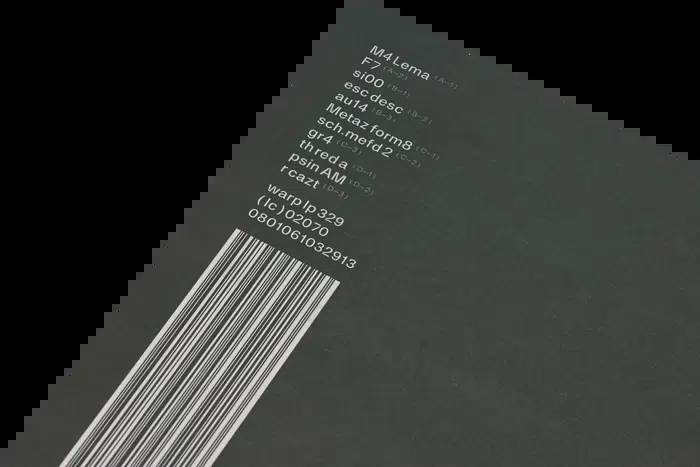 M4 Lema (A-1)
F7 (A-2)
si00 (B-1)
esc desc (B-2)
au14 (B-3)
Metaz form8 (C-1)
sch.mefd 2 (C-2)
gr4 (C-3)
th red a (D-1)
psin AM (D-2)
r cazt (D-3)
warp lp 329
(lc) 02070
0801061032913